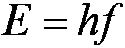 E = hf